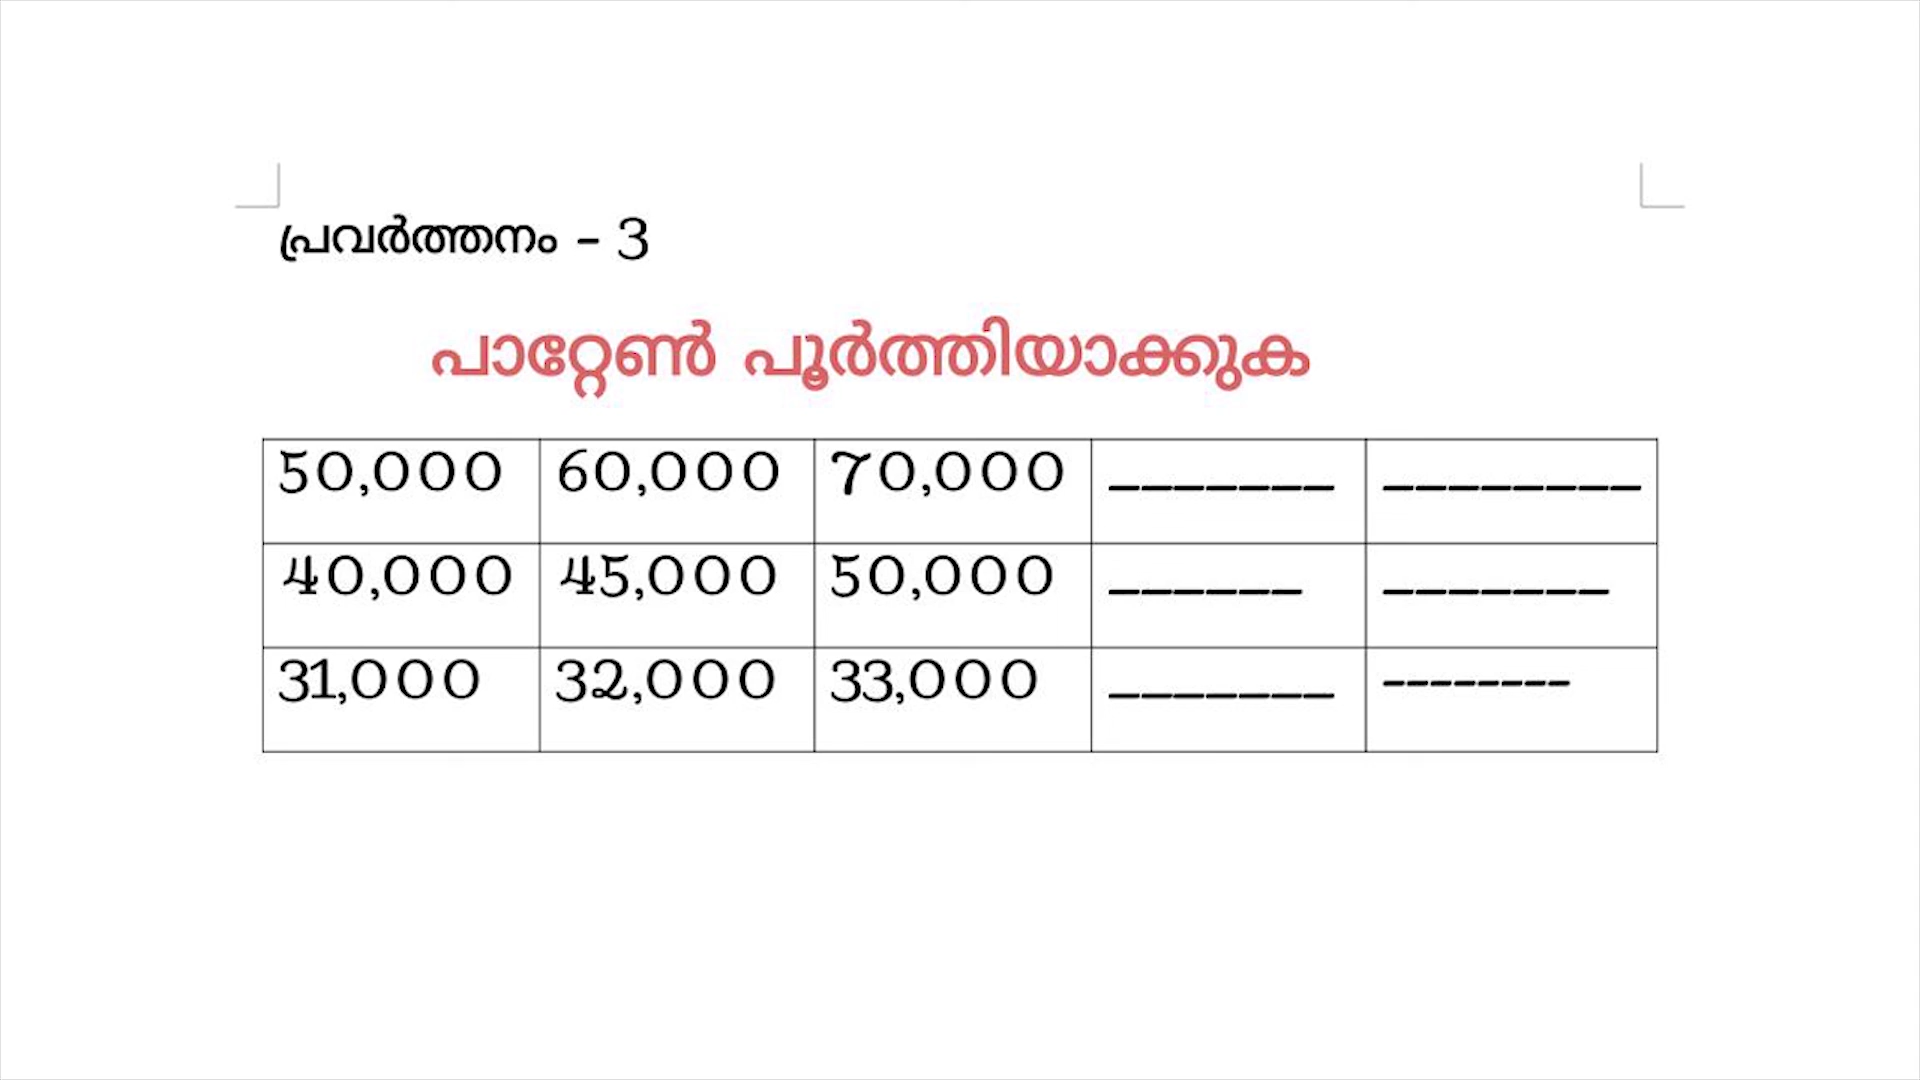 പ്രവർത്തനം - 3
പാറ്റേൺ പൂർത്തിയാക്കുക
50,000 60,000 70,000 _______ ________
40,000 45,000 50,000 ______ _______
31,000 32,000 33,000 _______ --------